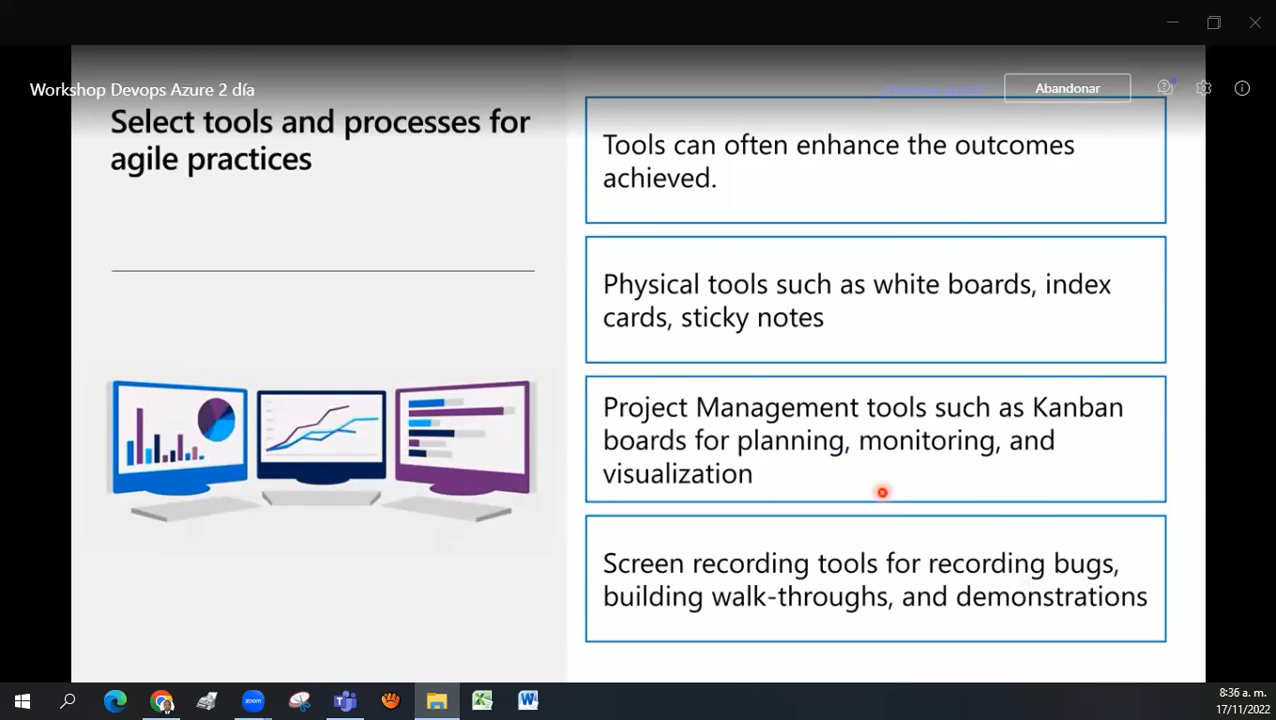 Workshop Devops Azure 2 día
Abandonar
Select tools and processes for
agile practices
Tools can often enhance the outcomes
achieved.
Physical tools such as white boards, index
cards, sticky notes
Project Management tools such as Kanban
boards for planning, monitoring, and
visualization
Screen recording tools for recording bugs,
building walk-throughs, and demonstrations
zoom
8:36 a. m.
17/11/2022